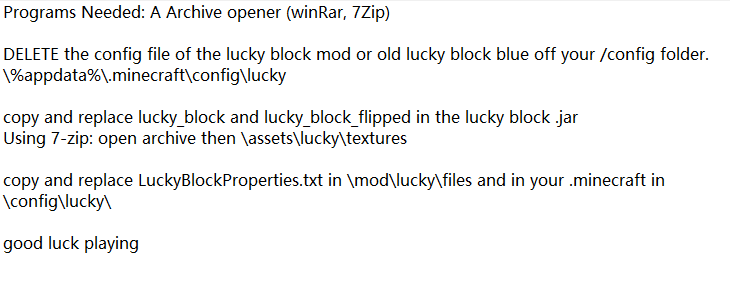 Programs Needed: A Archive opener (winRar, 7Zip)
DELETE the config file of the lucky block mod or old lucky block blue off your /config folder.
\%appdata%\.minecraft\config\lucky
copy and replace lucky_block and lucky_block_flipped in the lucky block .jar
Using 7-zip: open archive then \assets\lucky\textures
copy and replace LuckyBlockProperties.txt in \mod\lucky\files and in your .minecraft in
\config\lucky\
good luck playing